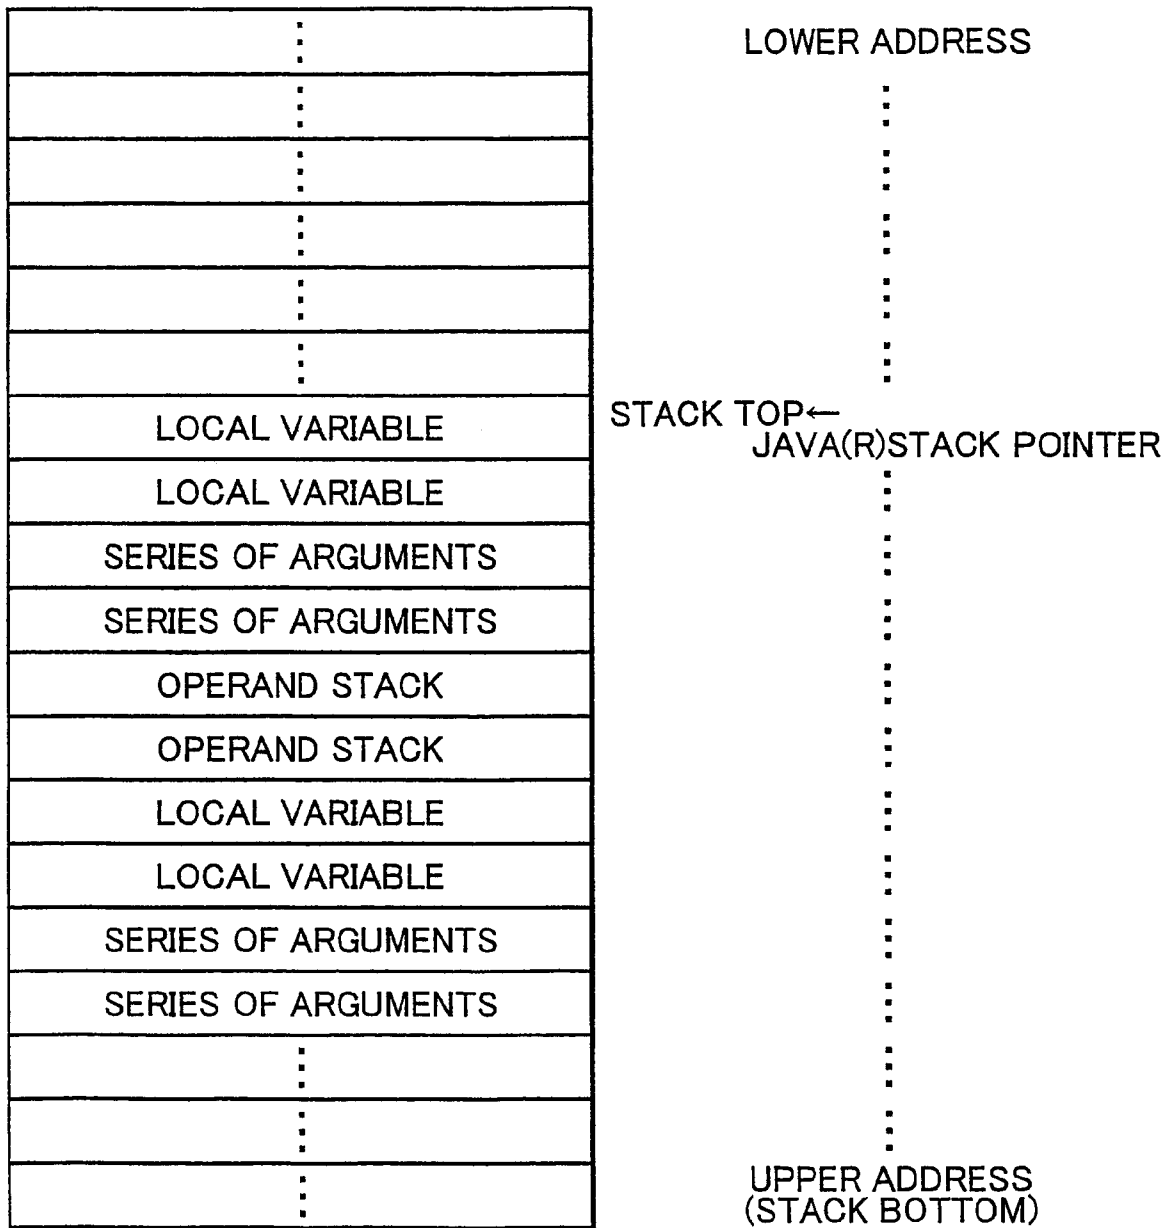 LOWER ADDRESS
LOCAL VARIABLE
STACK TOP←
JAVA(R)STACK POINTER
LOCAL VARIABLE
SERIES OF ARGUMENTS
SERIES OF ARGUMENTS
OPERAND STACK
OPERAND STACK
LOCAL VARIABLE
LOCAL VARIABLE
SERIES OF ARGUMENTS
SERIES OF ARGUMENTS
UPPER ADDRESS
(STACK BOTTOM)